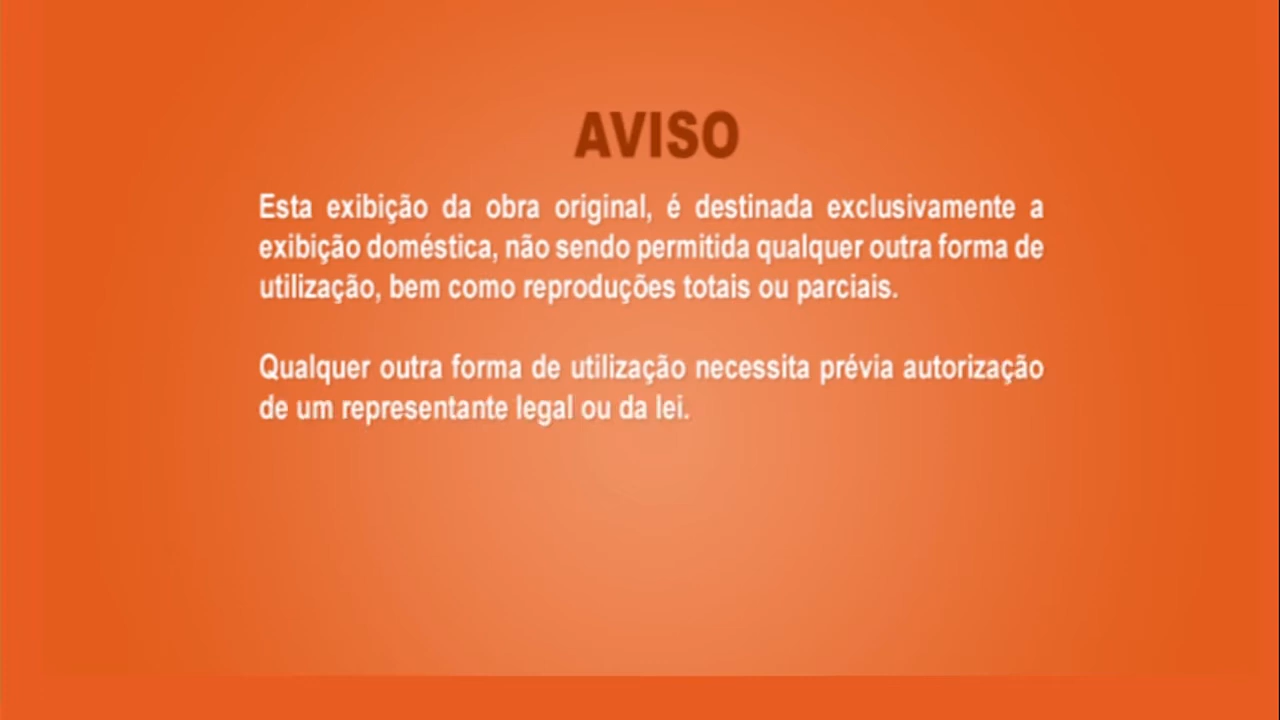 AVISO
Esta exibição da obra original, é destinada exclusivamente a
exibição doméstica, não sendo permitida qualquer outra forma de
utilização, bem como reproduções totais ou parciais.
Qualquer outra forma de utilização necessita prévia autorização
de um representante legal ou da lei.